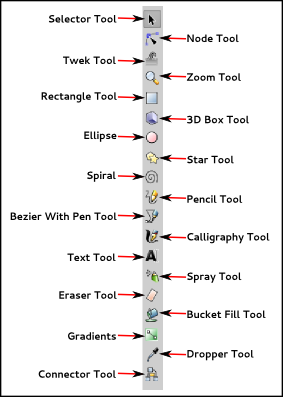 Selector Tool
Node Tool
Twek Tool
Zoom Tool
Rectangle Tool
3D Box Tool
Ellipse
Star Tool
Spiral
Pencil Tool
Bezier With Pen Tool
Calligraphy Tool
Text Tool
Spray Tool
Eraser Tool
Bucket Fill Tool
Gradients
Dropper Tool
Connector Tool